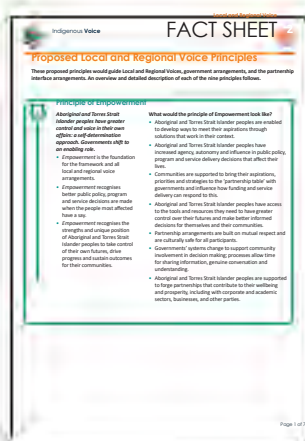 Local and Regional Voice
Indigenous Voice
FACT SHEET
Proposed Local and Regional Voice Principles
These proposed principles would guide Local and Regional Voices, government arrangements, and the partnership
interface arrangements. An overview and detailed description of each of the nine principles follows.
Principle of Empowerment
Aboriginal and Torres Strait
Islander peoples have greater
control and voice in their own
affairs: a self-determination
approach. Governments shift to
an enabling role.
• Empowerment is the foundation
for the framework and all
local and regional voice
arrangements.
• Empowerment recognises
better public policy, program
and service decisions are made
when the people most affected
have a say.
• Empowerment recognises the
strengths and unique position
of Aboriginal and Torres Strait
Islander peoples to take control
of their own futures, drive
progress and sustain outcomes
for their communities.
What would the principle of Empowerment look like?
• Aboriginal and Torres Strait Islander peoples are enabled
to develop ways to meet their aspirations through
solutions that work in their context.
• Aboriginal and Torres Strait Islander peoples have
increased agency, autonomy and influence in public policy,
program and service delivery decisions that affect their
lives.
• Communities are supported to bring their aspirations,
priorities and strategies to the 'partnership table' with
governments and influence how funding and service
delivery can respond to this.
• Aboriginal and Torres Strait Islander peoples have access
to the tools and resources they need to have greater
control over their futures and make better informed
decisions for themselves and their communities.
• Partnership arrangements are built on mutual respect and
are culturally safe for all participants.
• Governments' systems change to support community
involvement in decision making; processes allow time
for sharing information, genuine conversation and
understanding.
• Aboriginal and Torres Strait Islander peoples are supported
to forge partnerships that contribute to their wellbeing
and prosperity, including with corporate and academic
sectors, businesses, and other parties.
Page 1 of